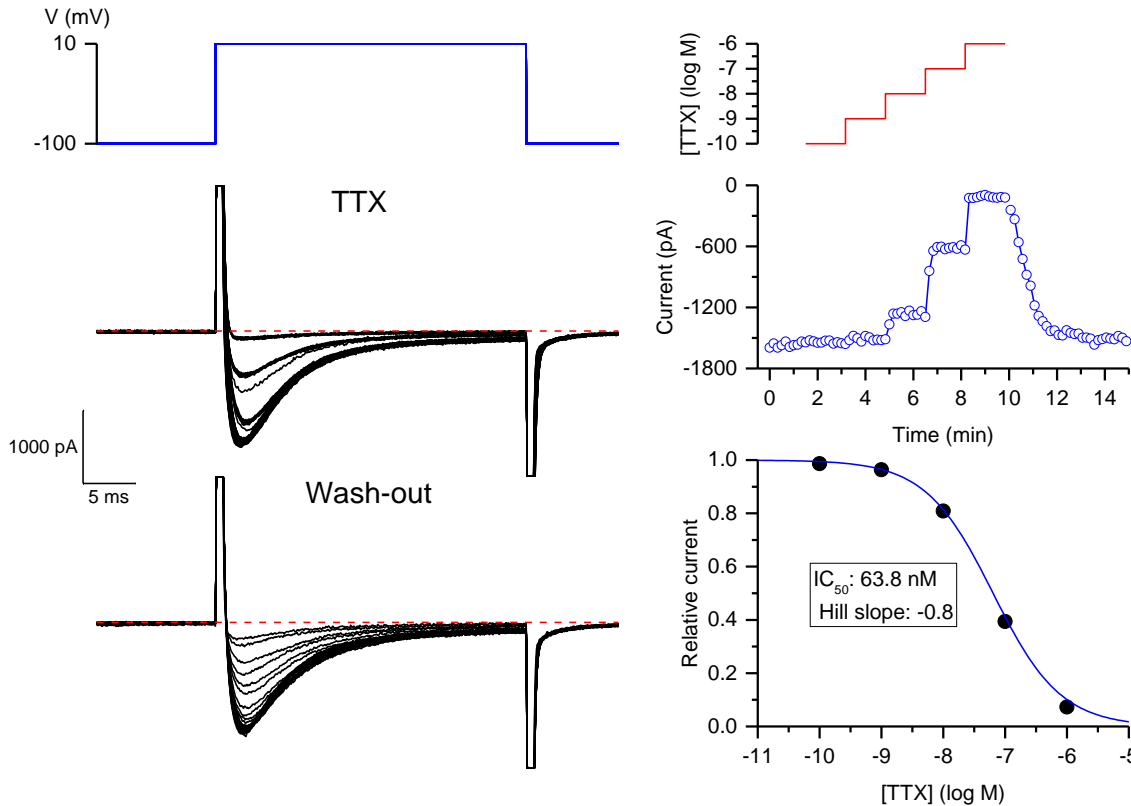 V (mV)
10
-100
TTX
1000 pA
5 ms
Wash-out
[TTX] (log M)
-6
-7
-8
-9
-10
Current (pA)
0
-600
-1200
-1800
0 2 4 6 8 10 12 14
Time (min)
Relative current
1.0
0.8
0.6
0.4
0.2
0.0
IC50: 63.8 nM
Hill slope: -0.8
-11 -10 -9 -8 -7 -6 -5
[TTX] (log M)